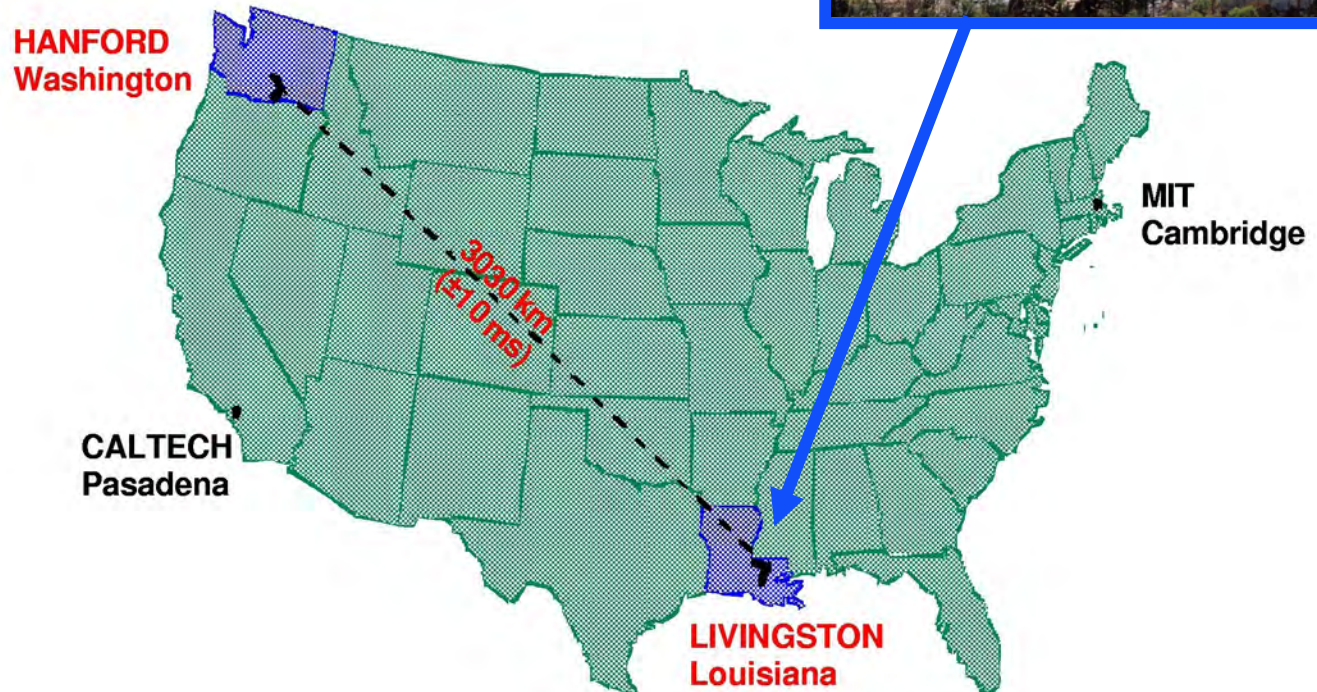 HANFORD
Washington
MIT
Cambridge
3030 km
(±10 ms)
CALTECH
Pasadena
LIVINGSTON
Louisiana